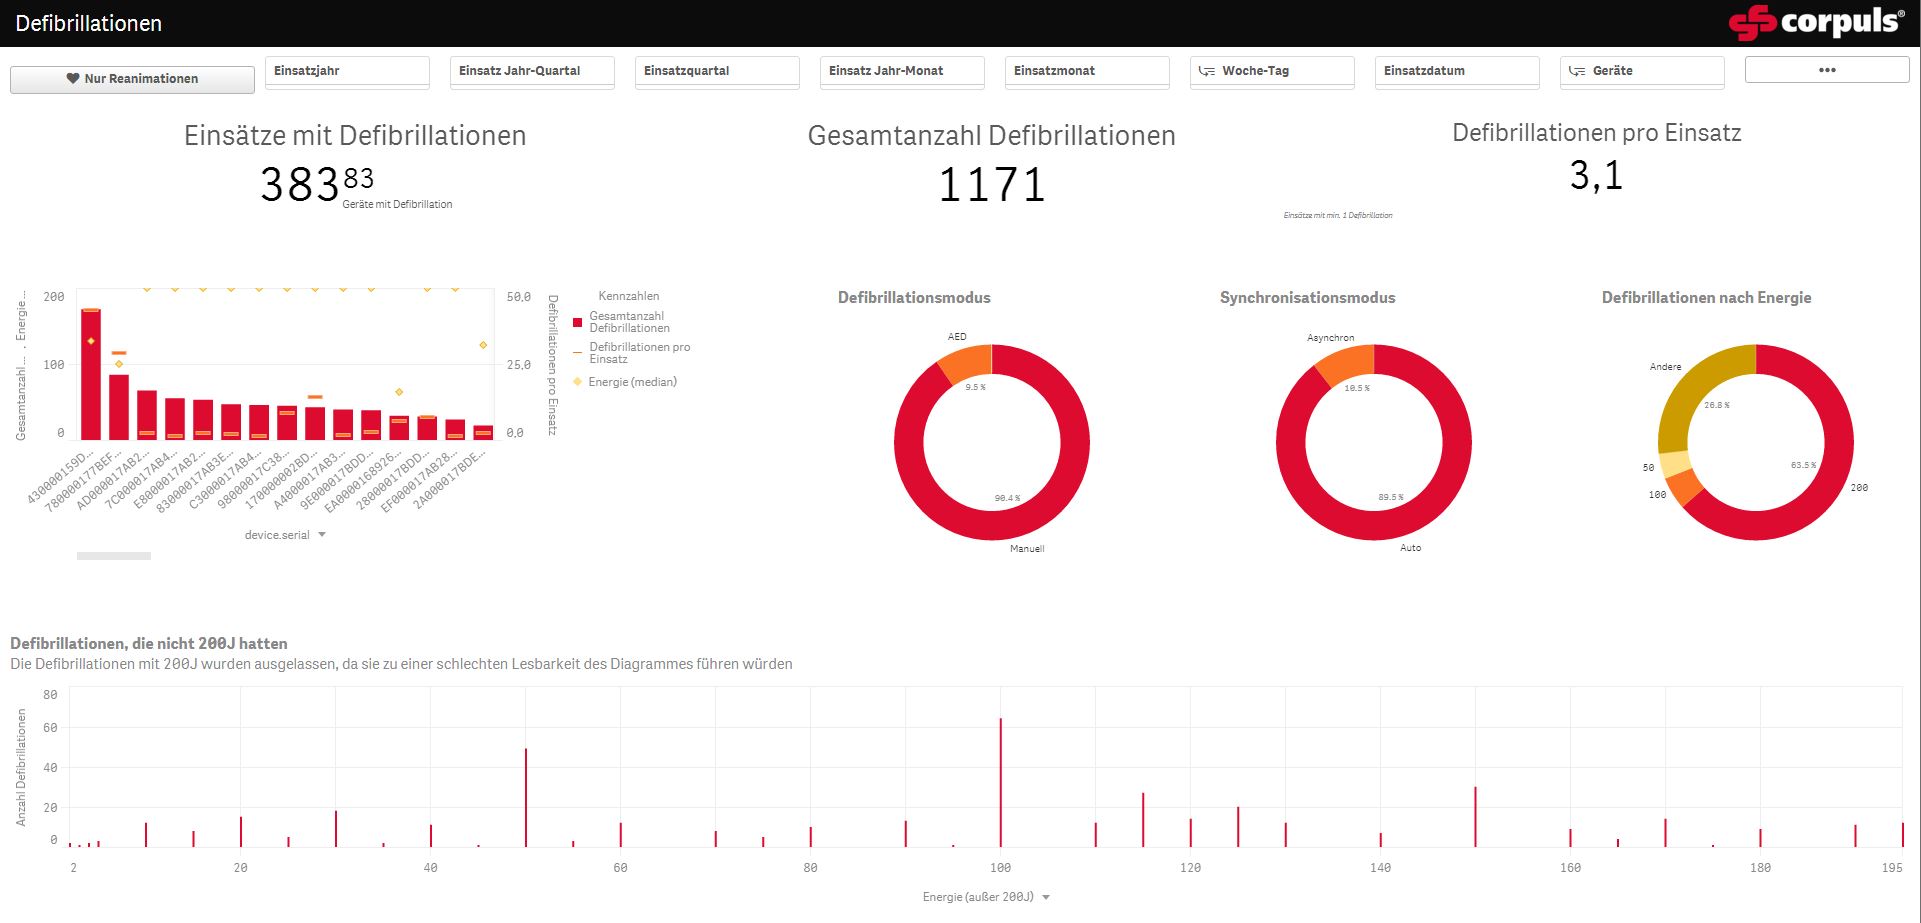 Defibrillationen
corpuls®
Nur Reanimationen
Einsatzjahr
Einsatz Jahr-Quartal
Einsatzquartal
Einsatz Jahr-Monat
Einsatzmonat
Woche-Tag
Einsatzdatum
Geräte
•••
Einsätze mit Defibrillationen
383 83
Geräte mit Defibrillation
Gesamtanzahl Defibrillationen
1171
Defibrillationen pro Einsatz
3,1
Einsätze mit min. 1 Defibrillation
Gesamtanzahl... , Energie...
200
100
0
50,0
25,0
0,0
Defibrillationen pro Einsatz
430000159D...
780000177BEF...
AD000017AB2...
7C000017AB4...
E8000017AB2...
8300017AB3E...
C3000017AB4...
98000017C38...
17000002BD...
A4000017AB3...
9E000017BDD...
EA0000168926...
28000017BDD...
EF000017AB28...
2A000017BDE...
device.serial
Kennzahlen
Gesamtanzahl
Defibrillationen
Defibrillationen pro
Einsatz
Energie (median)
Defibrillationsmodus
AED
9.5 %
90.4 %
Manuell
Synchronisationsmodus
Asynchron
10.5 %
89.5 %
Auto
Defibrillationen nach Energie
Andere
26.8 %
50
100
63.5 %
200
Defibrillationen, die nicht 200J hatten
Die Defibrillationen mit 200J wurden ausgelassen, da sie zu einer schlechten Lesbarkeit des Diagrammes führen würden
Anzahl Defibrillationen
80
60
40
20
0
2
20
40
60
80
100
120
140
160
180
195
Energie (außer 200J)